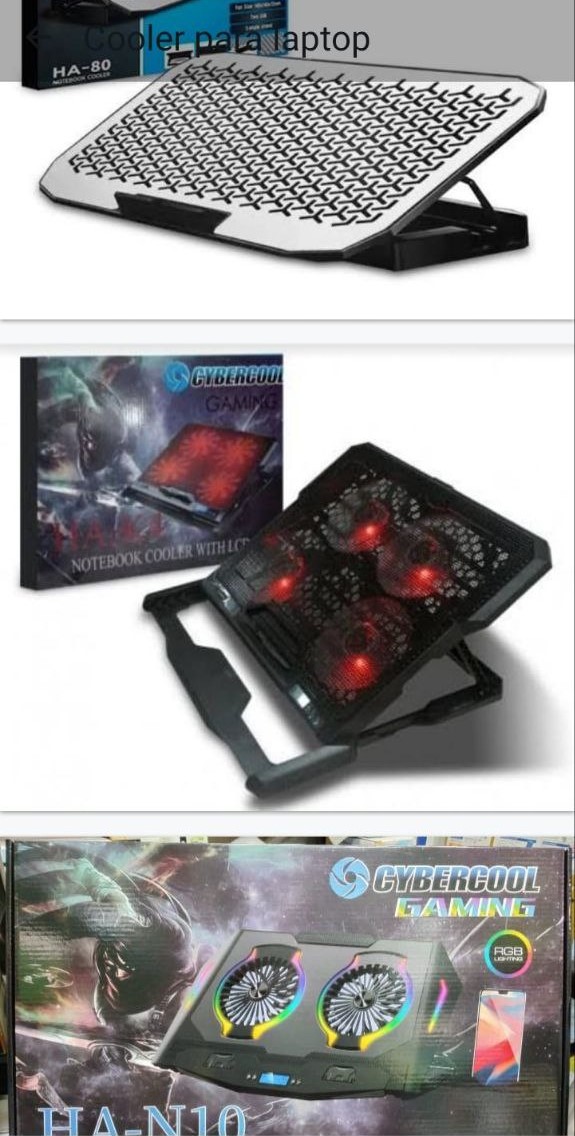 Cooler para laptop
HA-80
NOTEBOOK COOLER
CYBERCOOL
GAMING
NOTEBOOK COOLER WITH LCD
CYBERCOOL
GAMING
RGB
LIGHTING
HA-N10